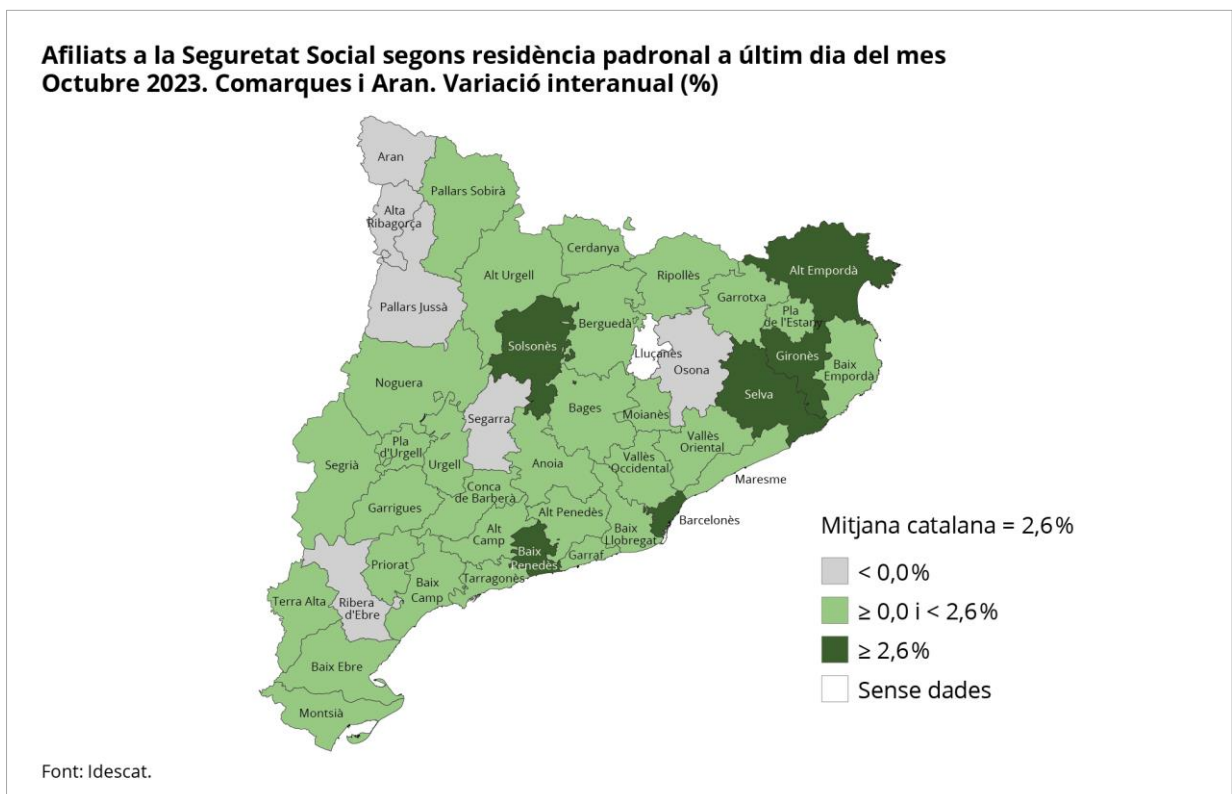 Afiliats a la Seguretat Social segons residència padronal a últim dia del mes
Octubre 2023. Comarques i Aran. Variació interanual (%)
Aran
Pallars Sobirà
Alta
Ribagorça
Cerdanya
Alt Urgell
Ripollès
Alt Empordà
Garrotxa
Pallars Jussà
Pla
de l'Estany
Berguedà
Solsonès
Lluçanès
Gironès
Osona
Baix
Empordà
Noguera
Selva
Bages
Moianès
Segarra
Pla
d'Urgell
Vallès
Oriental
Segrià
Urgell
Anoia
Vallès
Occidental
Maresme
Conca
de Barberà
Garrigues
Alt Penedès
Barcelonès
Alt
Camp
Baix
Llobregat
Baix
Penedès
Garraf
Priorat
Tarragonès
Baix
Camp
Terra Alta
Ribera
d'Ebre
Baix Ebre
Montsià
Mitjana catalana = 2,6%
< 0,0%
≥ 0,0 i < 2,6%
≥ 2,6%
Sense dades
Font: Idescat.